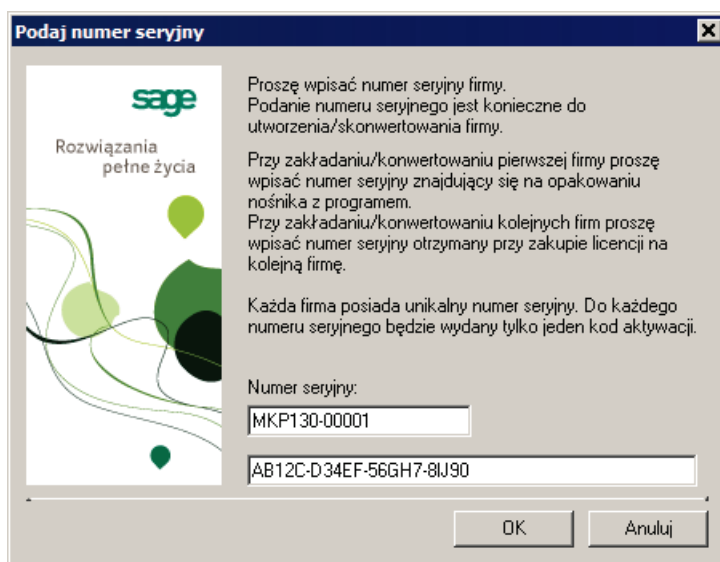 Podaj numer seryjny
sage
Rozwiązania
pełne życia
Proszę wpisać numer seryjny firmy.
Podanie numeru seryjnego jest konieczne do
utworzenia/skonwertowania firmy.
Przy zakładaniu/konwertowaniu pierwszej firmy proszę
wpisać numer seryjny znajdujący się na opakowaniu
nośnika z programem.
Przy zakładaniu/konwertowaniu kolejnych firm proszę
wpisać numer seryjny otrzymany przy zakupie licencji na
kolejną firmę.
Każda firma posiada unikalny numer seryjny. Do każdego
numeru seryjnego będzie wydany tylko jeden kod aktywacji.
Numer seryjny:
MKP130-00001
AB12C-D34EF-56GH7-8IJ90
OK Anuluj